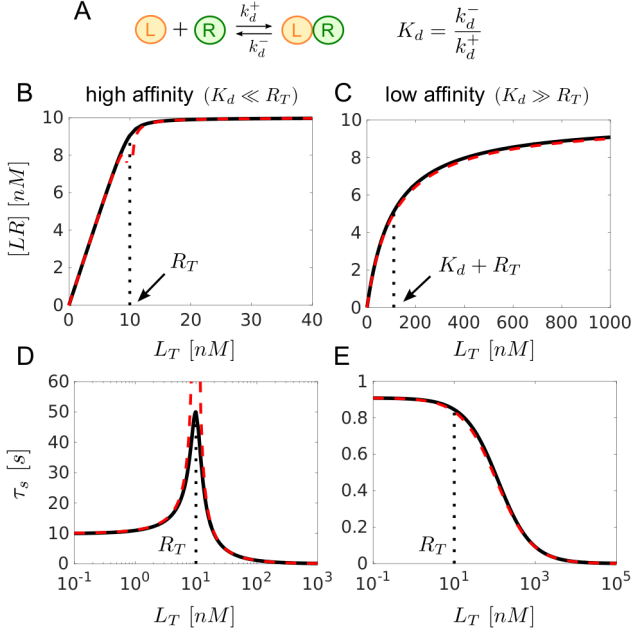 A
L + R k_d^+ k_d^- L R K_d = k_d^- / k_d^+
B high affinity (K_d ≪ R_T)
C low affinity (K_d ≫ R_T)
[LR] [nM]
10
8
6
4
2
0
R_T
0 10 20 30 40
L_T [nM]
10
8
6
4
2
0
K_d + R_T
0 200 400 600 800 1000
L_T [nM]
D
τ_s [s]
60
50
40
30
20
10
0
R_T
10^-1 10^0 10^1 10^2 10^3
L_T [nM]
E
1
0.8
0.6
0.4
0.2
0
R_T
10^-1 10^1 10^3 10^5
L_T [nM]